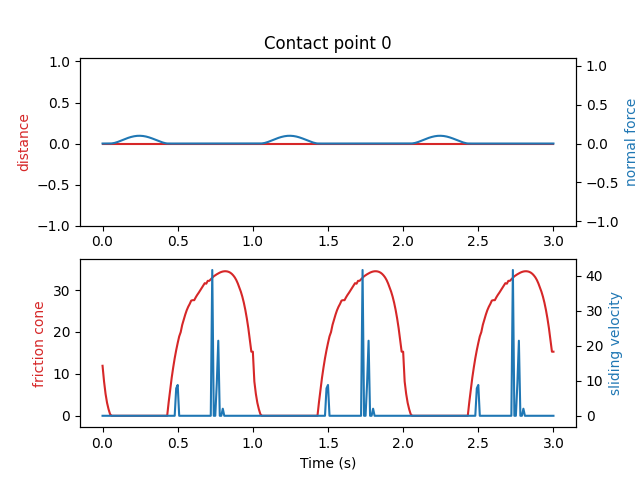 Contact point 0
distance
1.0
0.5
0.0
−0.5
−1.0
1.0
0.5
0.0
−0.5
−1.0
normal force
0.0 0.5 1.0 1.5 2.0 2.5 3.0
friction cone
30
20
10
0
40
30
20
10
0
sliding velocity
0.0 0.5 1.0 1.5 2.0 2.5 3.0
Time (s)